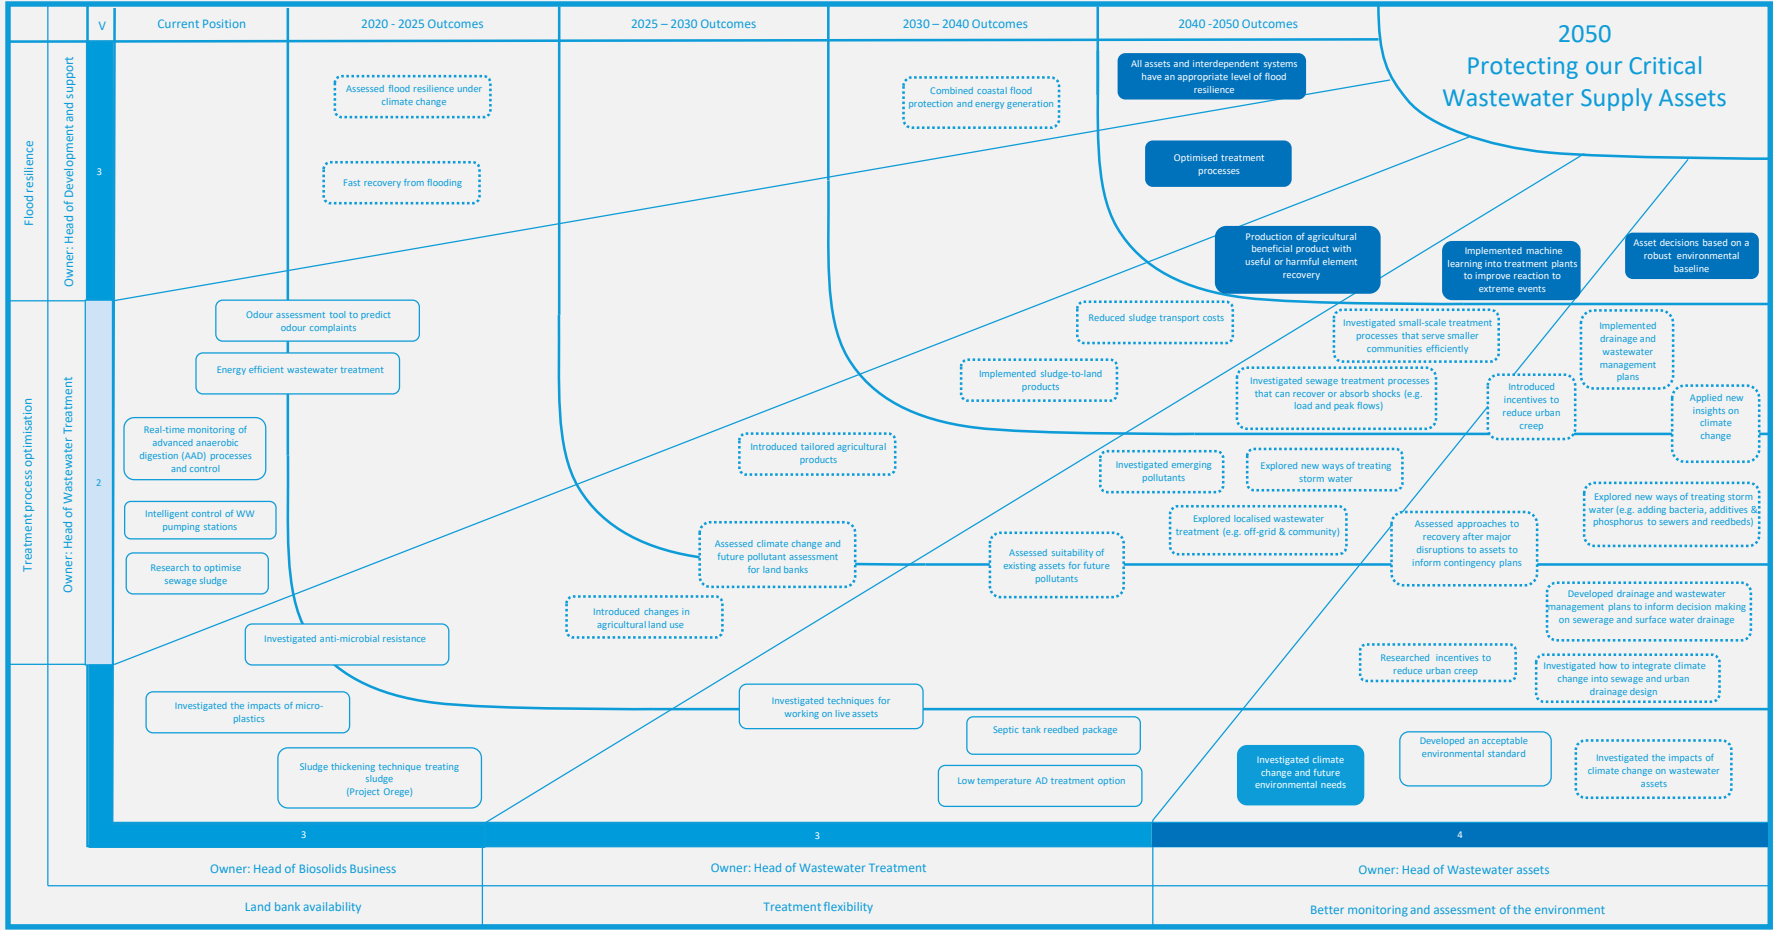 V
Current Position
2020 - 2025 Outcomes
2025 – 2030 Outcomes
2030 – 2040 Outcomes
2040 -2050 Outcomes
2050
Protecting our Critical
Wastewater Supply Assets
Flood resilience
Owner: Head of Development and support
3
Assessed flood resilience under
climate change
Fast recovery from flooding
Combined coastal flood
protection and energy generation
All assets and interdependent systems
have an appropriate level of flood
resilience
Optimised treatment
processes
Production of agricultural
beneficial product with
useful or harmful element
recovery
Implemented machine
learning into treatment plants
to improve reaction to
extreme events
Asset decisions based on a
robust environmental
baseline
Treatment process optimisation
Owner: Head of Wastewater Treatment
2
Odour assessment tool to predict
odour complaints
Energy efficient wastewater treatment
Real-time monitoring of
advanced anaerobic
digestion (AAD) processes
and control
Intelligent control of WW
pumping stations
Research to optimise
sewage sludge
Reduced sludge transport costs
Implemented sludge-to-land
products
Introduced tailored agricultural
products
Investigated small-scale treatment
processes that serve smaller
communities efficiently
Investigated sewage treatment processes
that can recover or absorb shocks (e.g.
load and peak flows)
Implemented
drainage and
wastewater
management
plans
Introduced
incentives to
reduce urban
creep
Applied new
insights on
climate
change
Investigated emerging
pollutants
Explored new ways of treating
storm water
Explored localised wastewater
treatment (e.g. off-grid & community)
Explored new ways of treating storm
water (e.g. adding bacteria, additives &
phosphorus to sewers and reedbeds)
Assessed approaches to
recovery after major
disruptions to assets to
inform contingency plans
Assessed climate change and
future pollutant assessment
for land banks
Assessed suitability of
existing assets for future
pollutants
Introduced changes in
agricultural land use
Developed drainage and wastewater
management plans to inform decision making
on sewerage and surface water drainage
Investigated anti-microbial resistance
Researched incentives to
reduce urban creep
Investigated how to integrate climate
change into sewage and urban
drainage design
Investigated the impacts of micro-
plastics
Investigated techniques for
working on live assets
Septic tank reedbed package
Sludge thickening technique treating
sludge
(Project Orege)
Low temperature AD treatment option
Investigated climate
change and future
environmental needs
Developed an acceptable
environmental standard
Investigated the impacts of
climate change on wastewater
assets
3
3
4
Owner: Head of Biosolids Business
Owner: Head of Wastewater Treatment
Owner: Head of Wastewater assets
Land bank availability
Treatment flexibility
Better monitoring and assessment of the environment